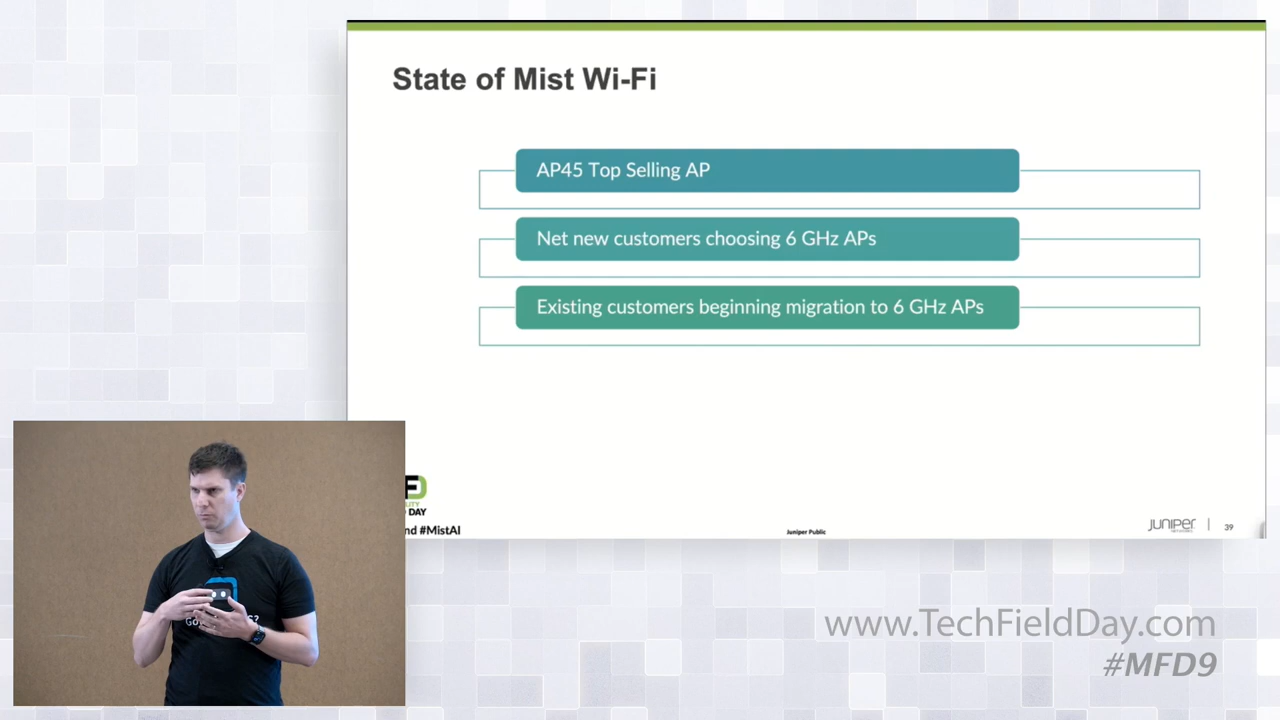 State of Mist Wi-Fi
AP45 Top Selling AP
Net new customers choosing 6 GHz APs
Existing customers beginning migration to 6 GHz APs
DAY
#MistAI
Juniper Public
JUNIPER
NETWORKS
39
www.TechFieldDay.com
#MFD9